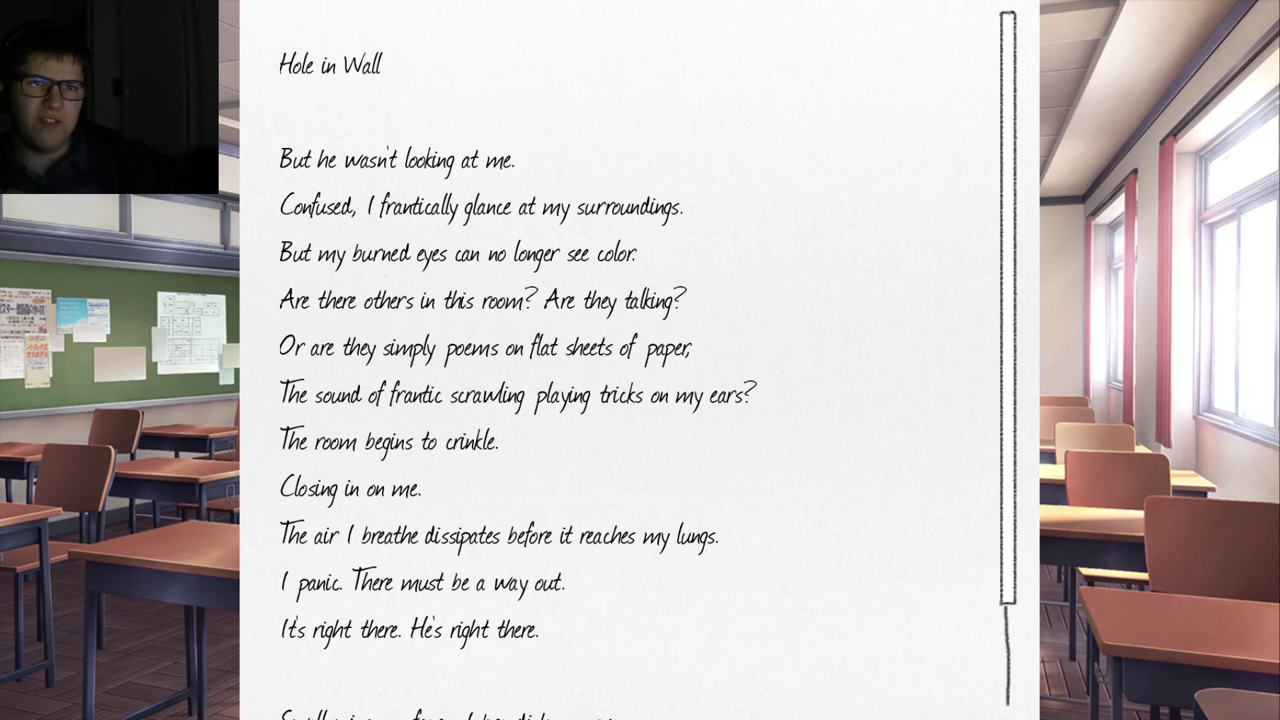 Hole in Wall
But he wasn't looking at me.
Confused, I frantically glance at my surroundings.
But my burned eyes can no longer see color.
Are there others in this room? Are they talking?
Or are they simply poems on flat sheets of paper,
The sound of frantic scrawling playing tricks on my ears?
The room begins to crinkle.
Closing in on me.
The air I breathe dissipates before it reaches my lungs.
I panic. There must be a way out.
It's right there. He's right there.